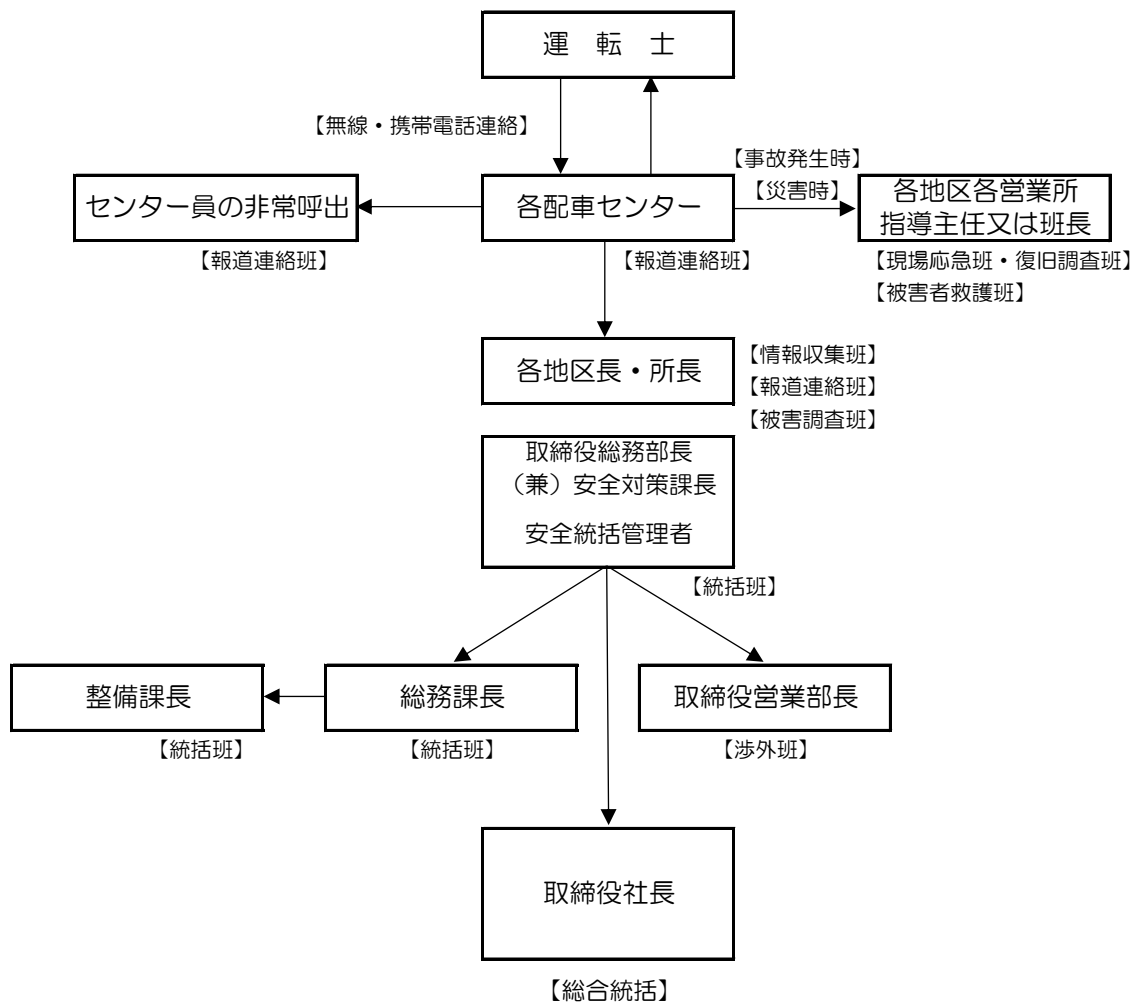 運　転　士
【無線・携帯電話連絡】
【事故発生時】
【災害時】
センター員の非常呼出
各配車センター
各地区各営業所
指導主任又は班長
【報道連絡班】
【報道連絡班】
【現場応急班・復旧調査班】
【被害者救護班】
各地区長・所長
【情報収集班】
【報道連絡班】
【被害調査班】
取締役総務部長
（兼）安全対策課長
安全統括管理者
【統括班】
整備課長
総務課長
取締役営業部長
【統括班】
【統括班】
【渉外班】
取締役社長
【総合統括】